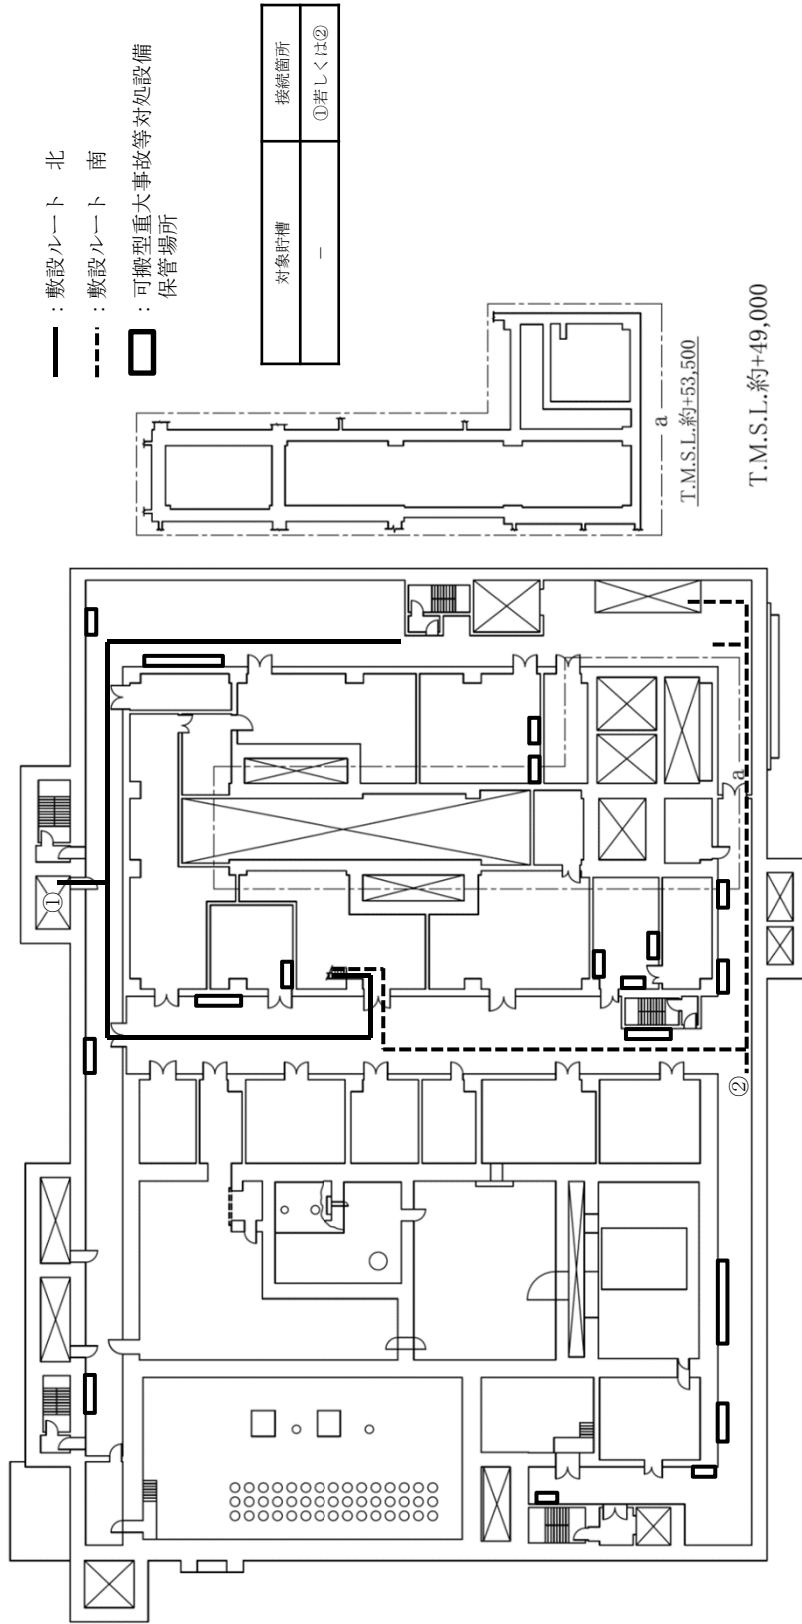 ：敷設ルート　北
：敷設ルート　南
：可搬型重大事故等対処設備
保管場所
対象貯槽　接続箇所
－　①若しくは②
a
T.M.S.L.約+53,500
T.M.S.L.約+49,000
①
a
②